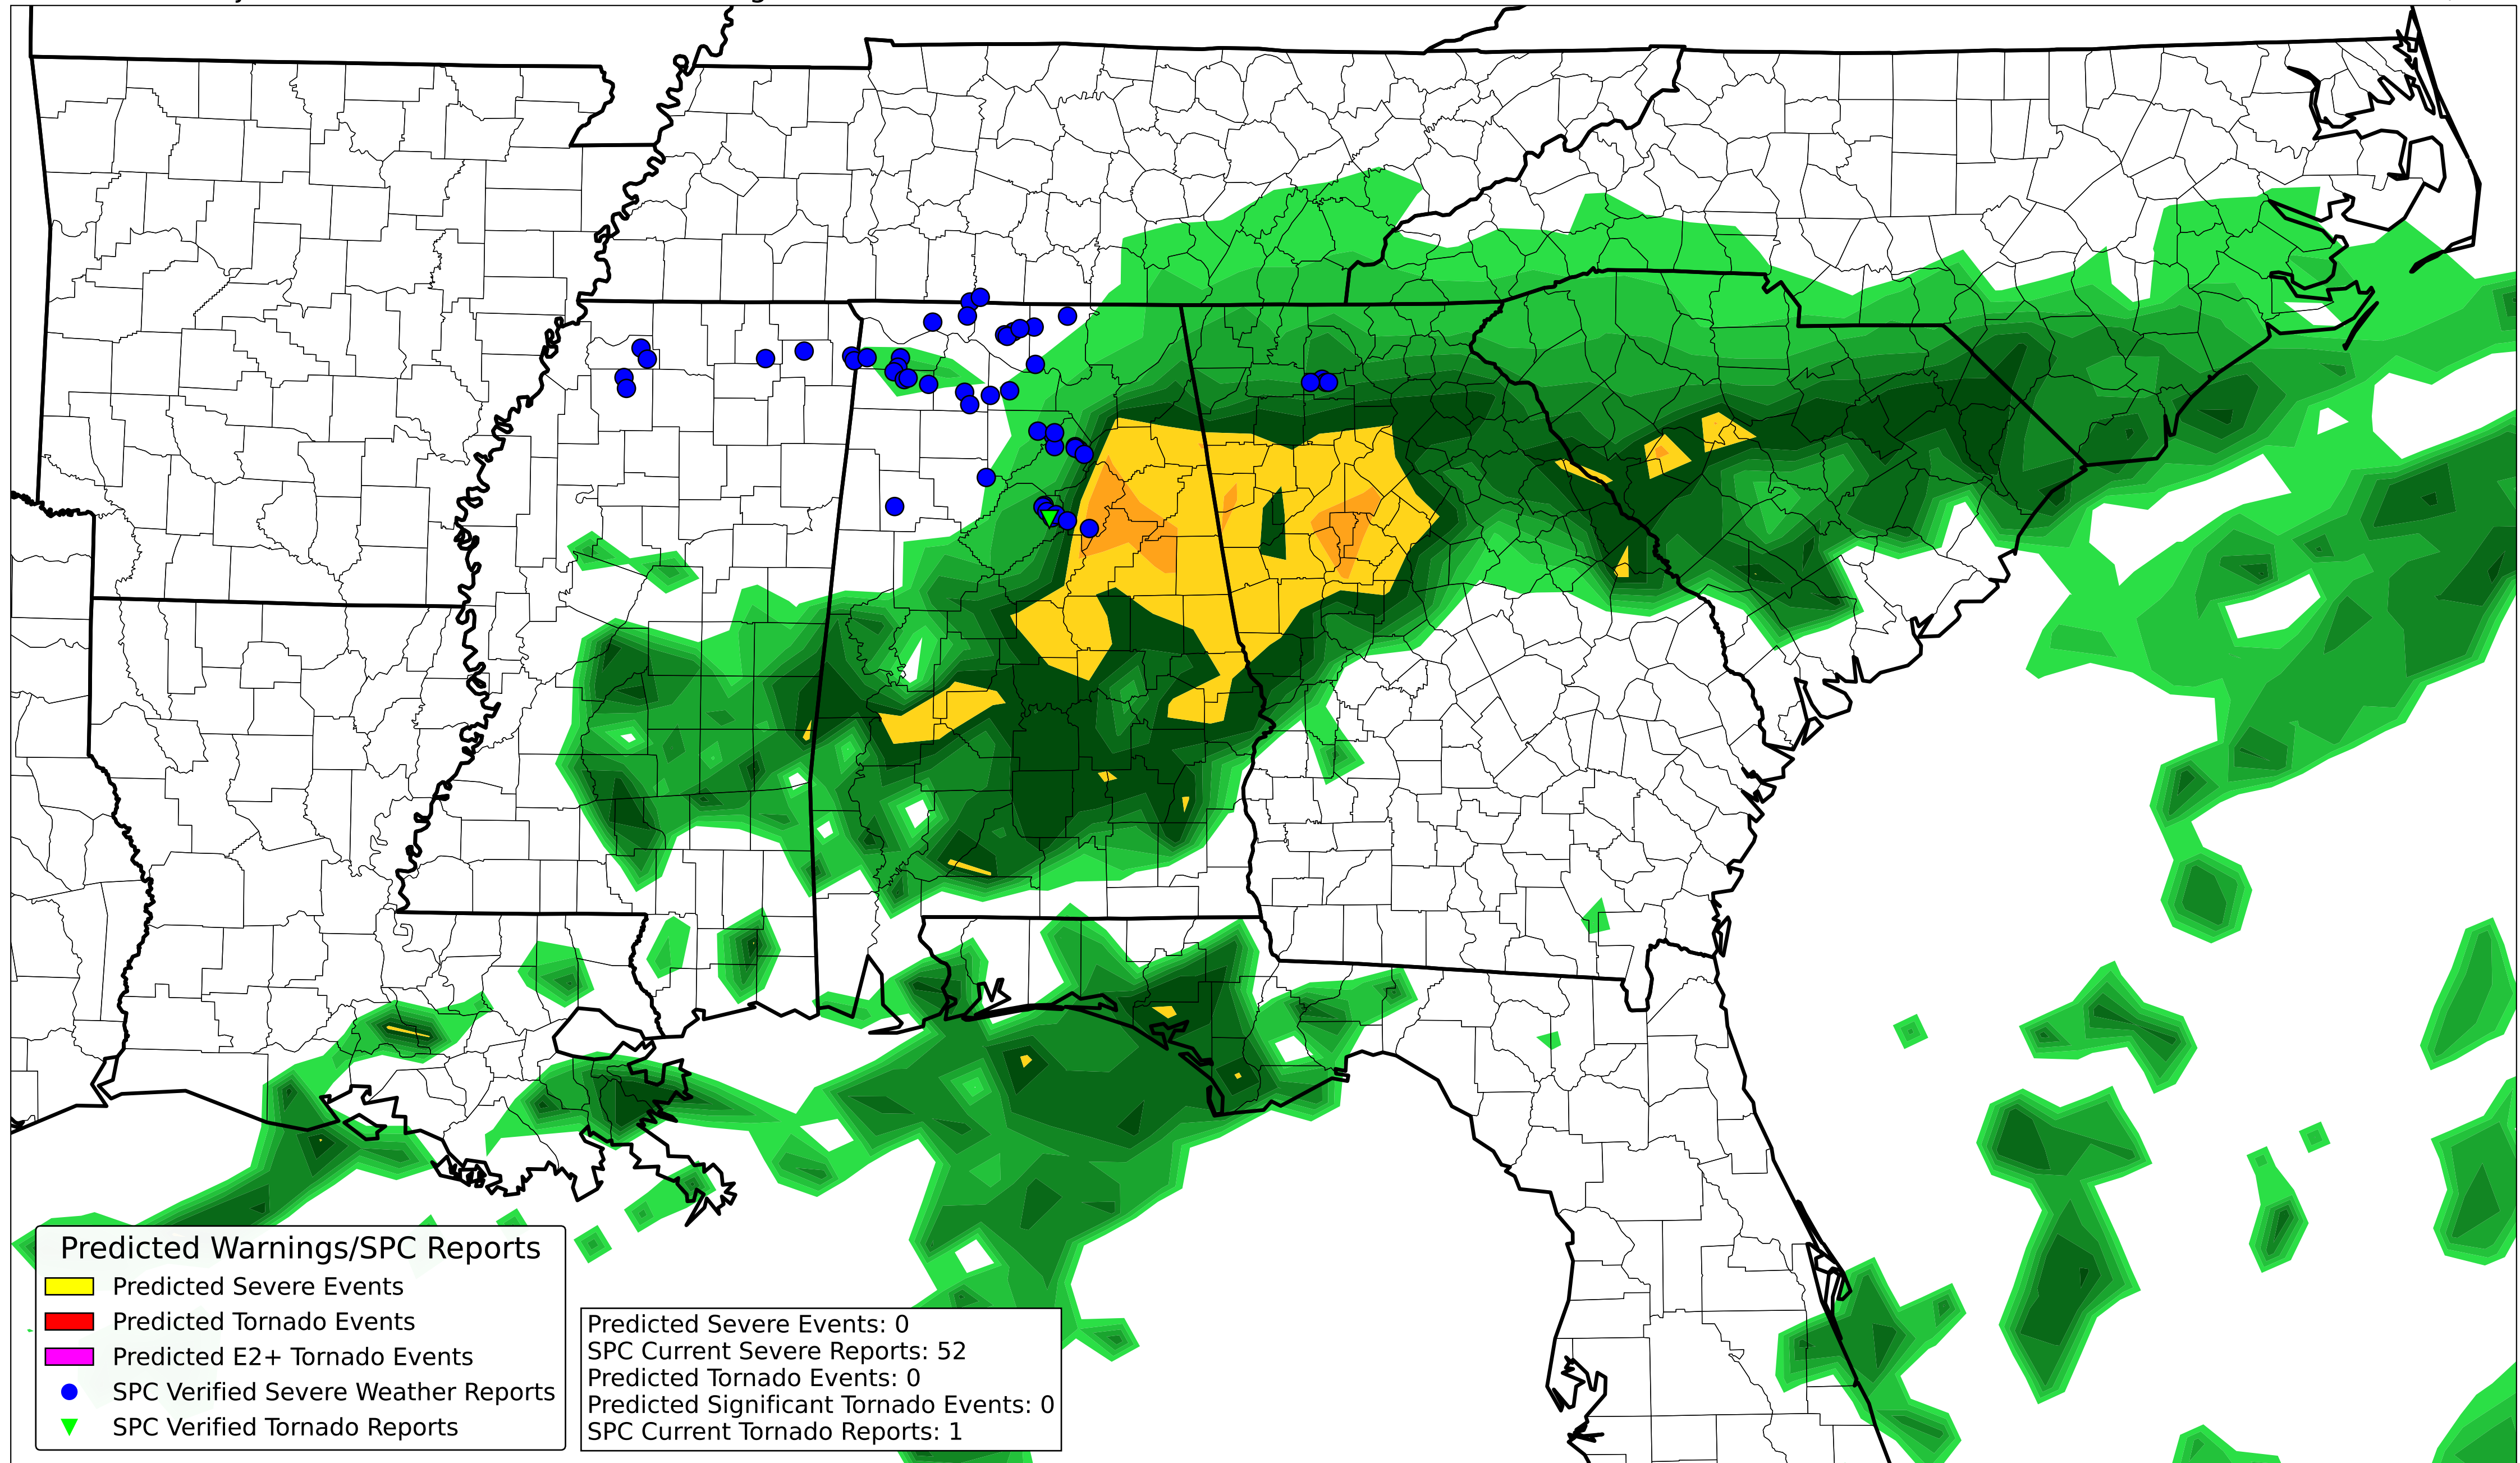 Predicted Warnings/SPC Reports
Predicted Severe Events
Predicted Tornado Events
Predicted E2+ Tornado Events
SPC Verified Severe Weather Reports
SPC Verified Tornado Reports
Predicted Severe Events: 0
SPC Current Severe Reports: 52
Predicted Tornado Events: 0
Predicted Significant Tornado Events: 0
SPC Current Tornado Reports: 1